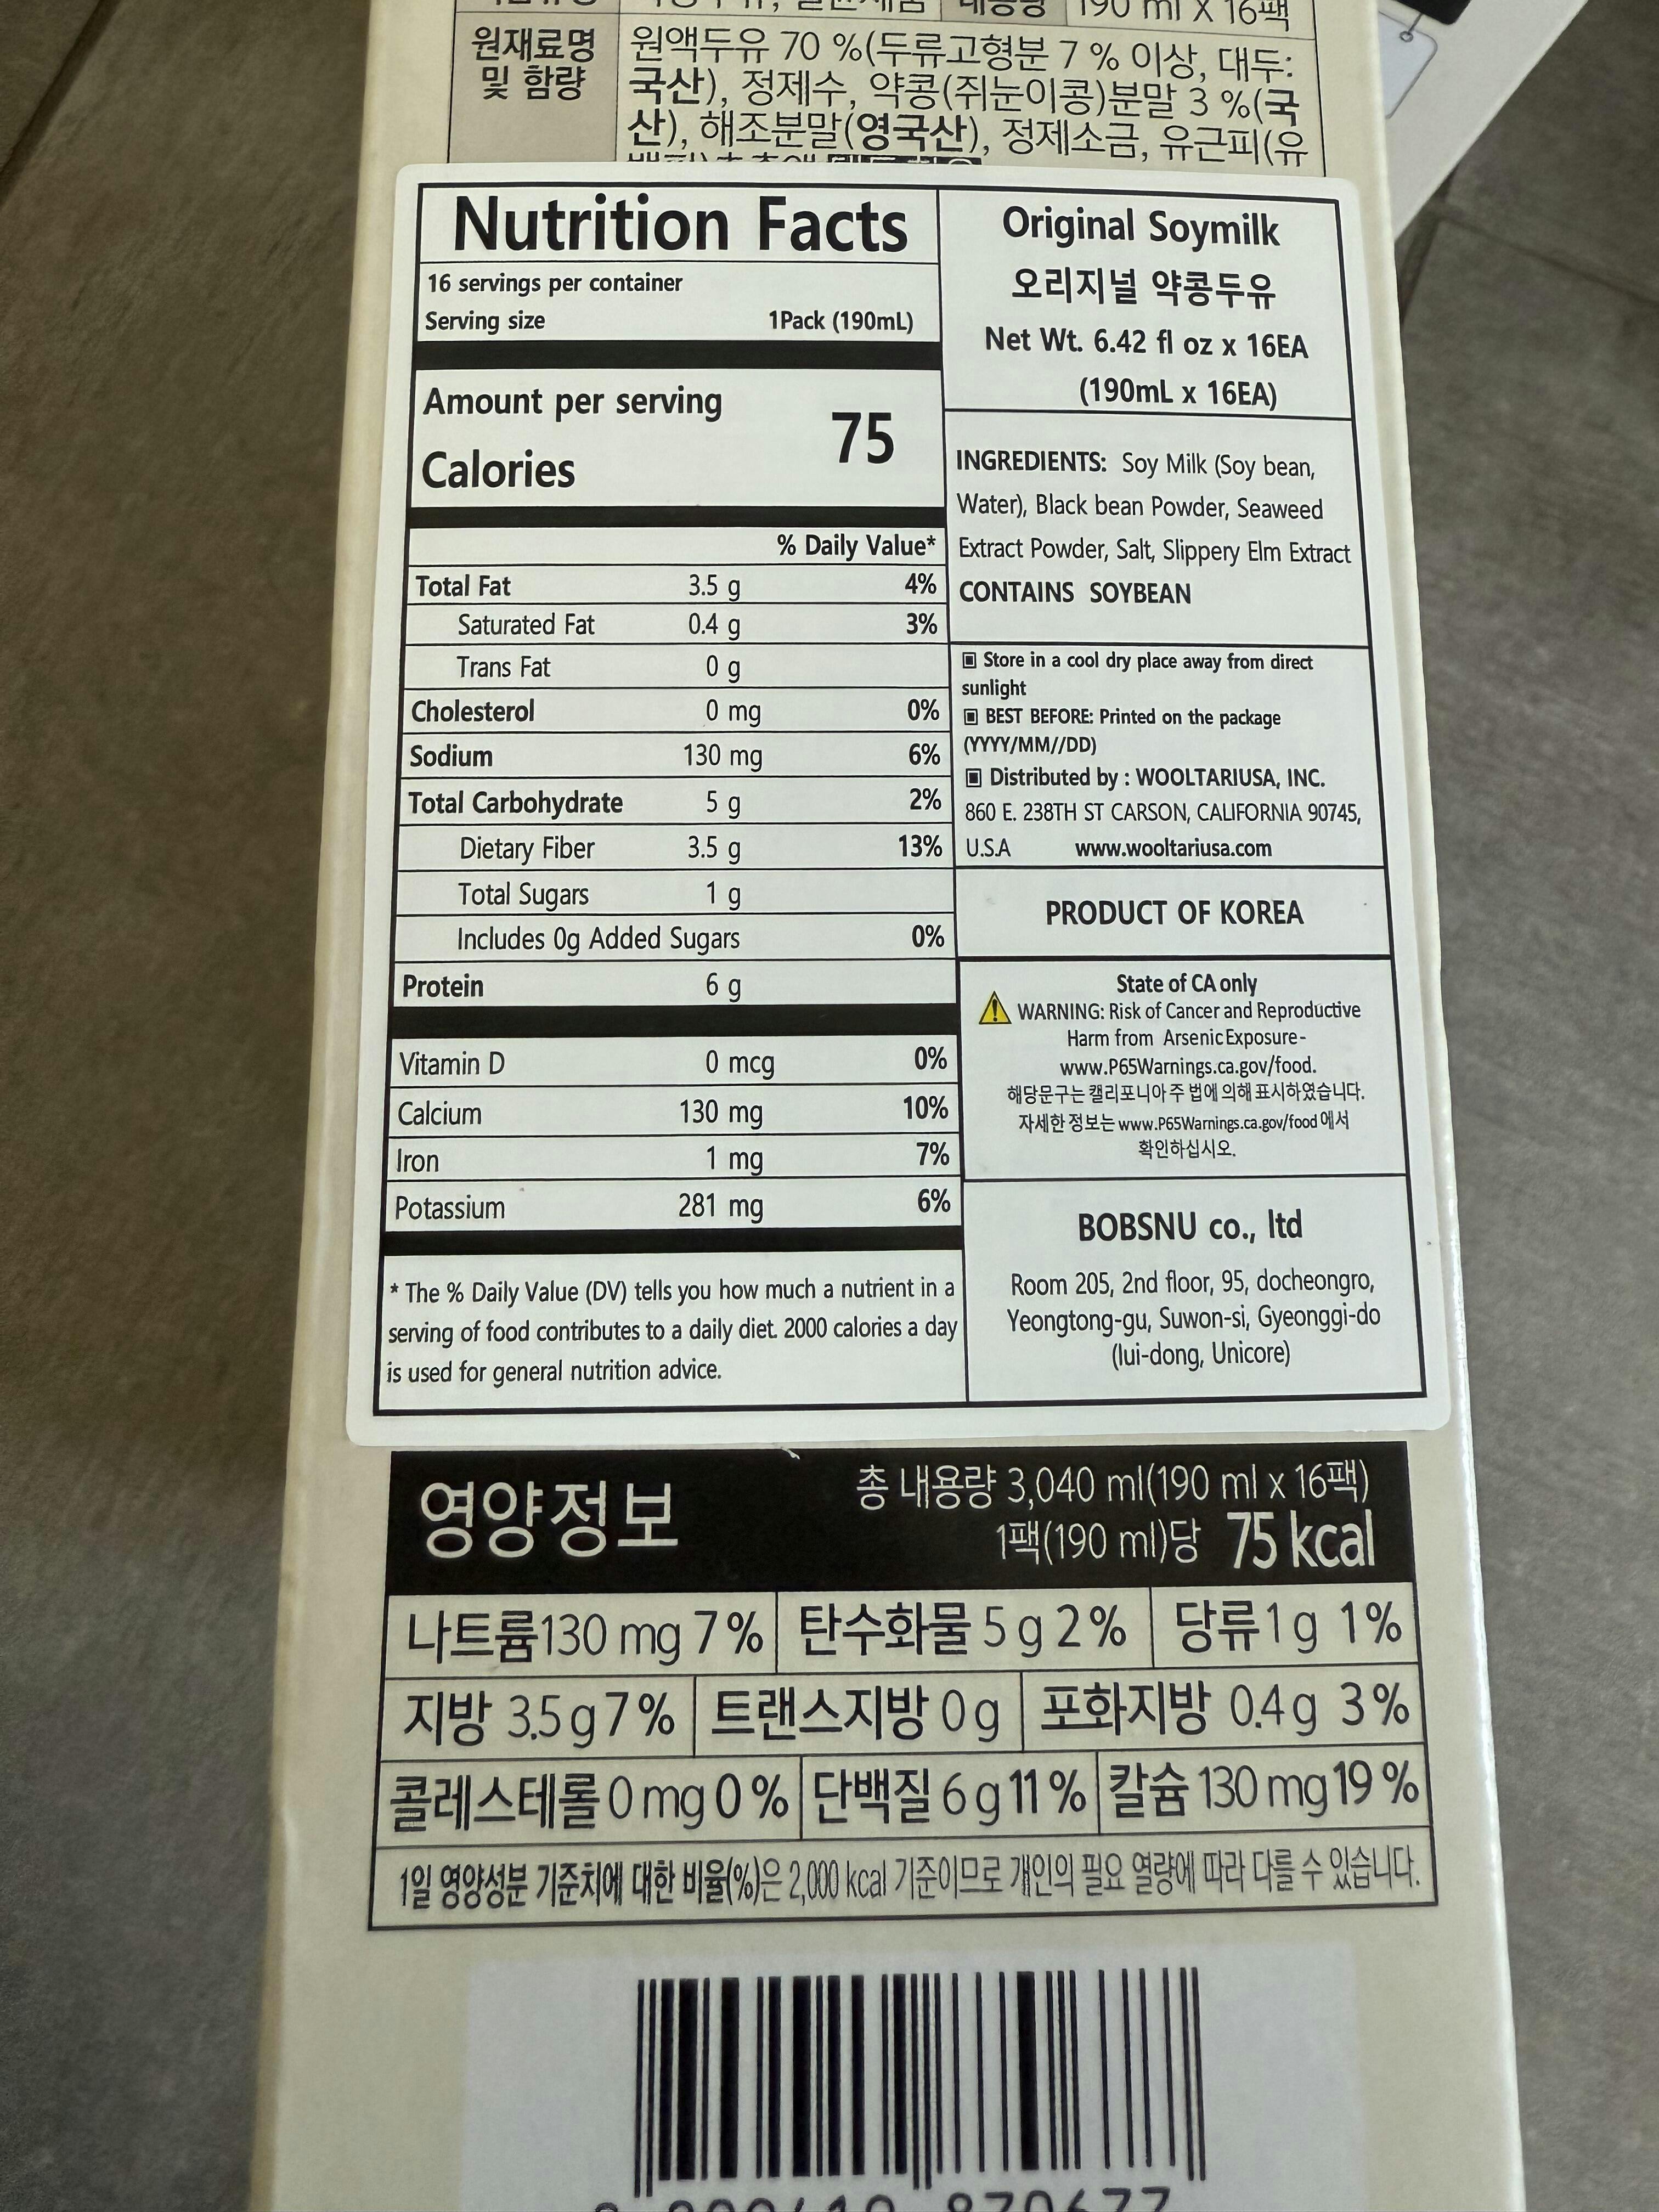 190 ml X 16팩
원재료명
및 함량
원액두유 70 %(두류고형분 7 % 이상, 대두:
국산), 정제수, 약콩(쥐눈이콩)분말 3 %(국
산), 해조분말(영국산), 정제소금, 유근피(유
Nutrition Facts
16 servings per container
Serving size 1Pack (190mL)
Amount per serving
Calories 75
% Daily Value*
Total Fat 3.5 g 4%
Saturated Fat 0.4 g 3%
Trans Fat 0 g
Cholesterol 0 mg 0%
Sodium 130 mg 6%
Total Carbohydrate 5 g 2%
Dietary Fiber 3.5 g 13%
Total Sugars 1 g
Includes 0g Added Sugars 0%
Protein 6 g
Vitamin D 0 mcg 0%
Calcium 130 mg 10%
Iron 1 mg 7%
Potassium 281 mg 6%
* The % Daily Value (DV) tells you how much a nutrient in a
serving of food contributes to a daily diet. 2000 calories a day
is used for general nutrition advice.
Original Soymilk
오리지널 약콩두유
Net Wt. 6.42 fl oz x 16EA
(190mL x 16EA)
INGREDIENTS: Soy Milk (Soy bean,
Water), Black bean Powder, Seaweed
Extract Powder, Salt, Slippery Elm Extract
CONTAINS SOYBEAN
▣ Store in a cool dry place away from direct
sunlight
▣ BEST BEFORE: Printed on the package
(YYYY/MM//DD)
▣ Distributed by : WOOLTARIUSA, INC.
860 E. 238TH ST CARSON, CALIFORNIA 90745,
U.S.A www.wooltariusa.com
PRODUCT OF KOREA
State of CA only
WARNING: Risk of Cancer and Reproductive
Harm from Arsenic Exposure-
www.P65Warnings.ca.gov/food.
해당문구는 캘리포니아 주 법에 의해 표시하였습니다.
자세한 정보는 www.P65Warnings.ca.gov/food 에서
확인하십시오.
BOBSNU co., ltd
Room 205, 2nd floor, 95, docheongro,
Yeongtong-gu, Suwon-si, Gyeonggi-do
(Iui-dong, Unicore)
영양정보
총 내용량 3,040 ml(190 ml x 16팩)
1팩(190 ml)당 75 kcal
나트륨 130 mg 7% 탄수화물 5 g 2% 당류 1 g 1%
지방 3.5 g 7% 트랜스지방 0 g 포화지방 0.4 g 3%
콜레스테롤 0 mg 0% 단백질 6 g 11% 칼슘 130 mg 19%
1일 영양성분 기준치에 대한 비율(%)은 2,000 kcal 기준이므로 개인의 필요 열량에 따라 다를 수 있습니다.